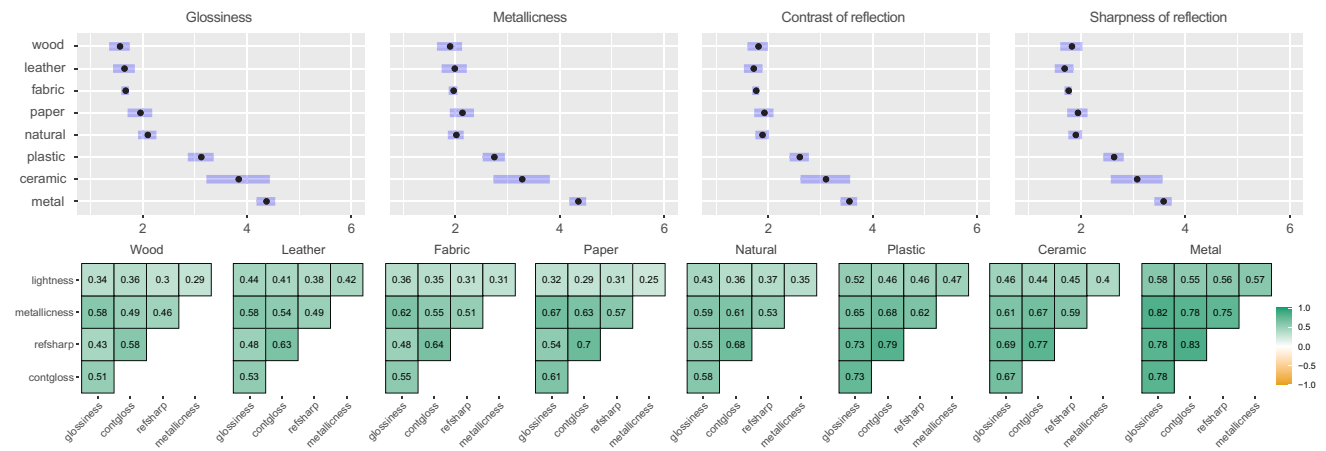 Glossiness Metallicness Contrast of reflection Sharpness of reflection
wood
leather
fabric
paper
natural
plastic
ceramic
metal
2 4 6 2 4 6 2 4 6 2 4 6
Wood Leather Fabric Paper Natural Plastic Ceramic Metal
lightness 0.34 0.36 0.3 0.29 0.44 0.41 0.38 0.42 0.36 0.35 0.31 0.31 0.32 0.29 0.31 0.25 0.43 0.36 0.37 0.35 0.52 0.46 0.46 0.47 0.46 0.44 0.45 0.4 0.58 0.55 0.56 0.57
metallicness 0.58 0.49 0.46 0.58 0.54 0.49 0.62 0.55 0.51 0.67 0.63 0.57 0.59 0.61 0.53 0.65 0.68 0.62 0.61 0.67 0.59 0.82 0.78 0.75
refsharp 0.43 0.58 0.48 0.63 0.48 0.64 0.54 0.7 0.55 0.68 0.73 0.79 0.69 0.77 0.78 0.83
contgloss 0.51 0.53 0.55 0.61 0.58 0.73 0.67 0.78
1.0
0.5
0.0
−0.5
−1.0
glossiness contgloss refsharp metallicness glossiness contgloss refsharp metallicness glossiness contgloss refsharp metallicness glossiness contgloss refsharp metallicness glossiness contgloss refsharp metallicness glossiness contgloss refsharp metallicness glossiness contgloss refsharp metallicness glossiness contgloss refsharp metallicness